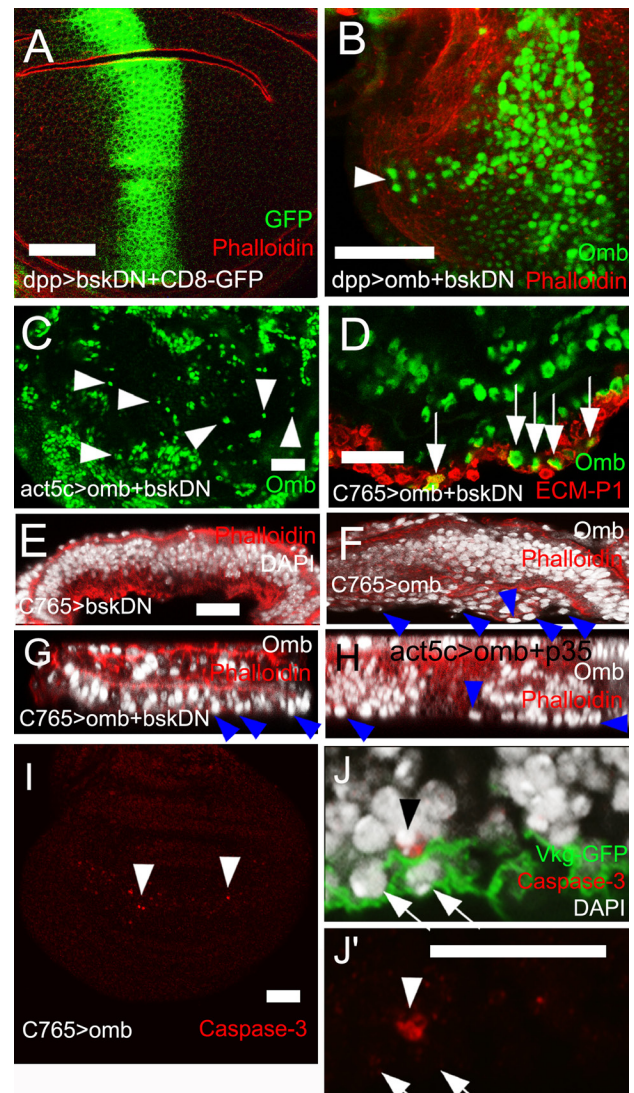 A
GFP
Phalloidin
dpp>bskDN+CD8-GFP
B
Omb
dpp>omb+bskDN
Phalloidin
C
act5c>omb+bskDN
Omb
D
Omb
C765>omb+bskDN
ECM-P1
E
Phalloidin
DAPI
C765>bskDN
F
Omb
Phalloidin
C765>omb
G
Omb
Phalloidin
C765>omb+bskDN
H
act5c>omb+p35
Omb
Phalloidin
I
C765>omb
Caspase-3
J
Vkg-GFP
Caspase-3
DAPI
J'